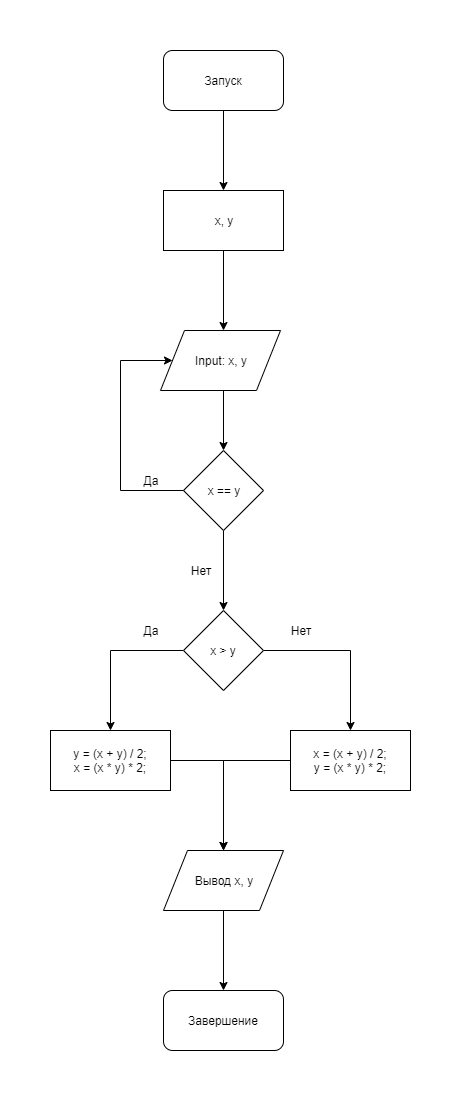 Запуск
x, y
Input: x, y
Да
x == y
Нет
Да
Нет
x > y
y = (x + y) / 2;
x = (x * y) * 2;
x = (x + y) / 2;
y = (x * y) * 2;
Вывод x, y
Завершение